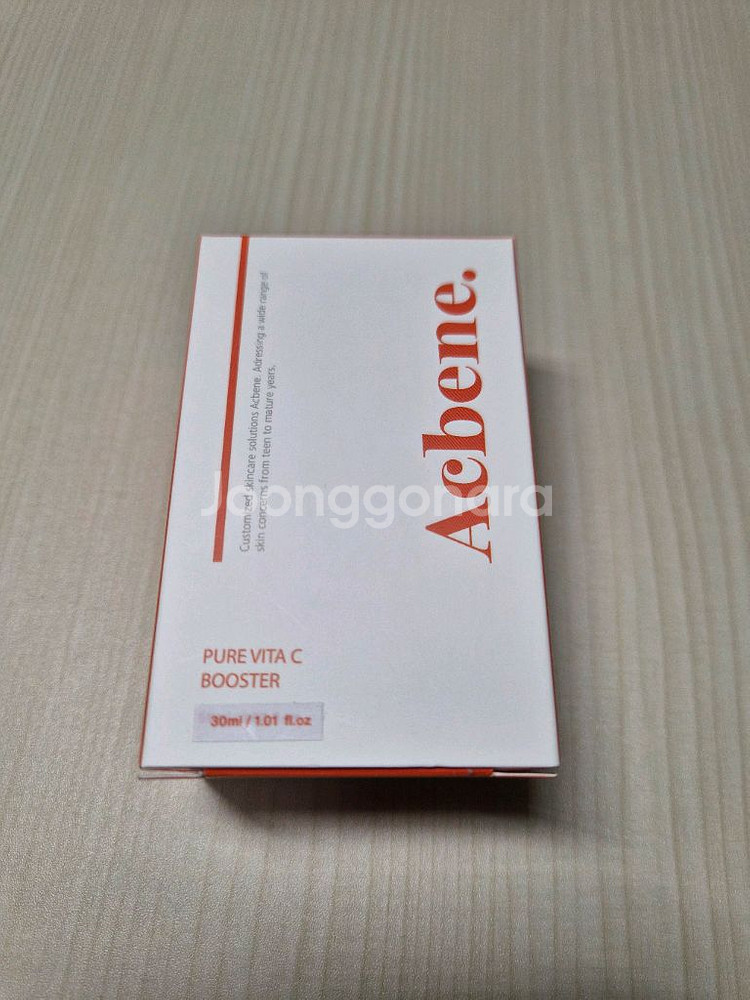 Acbene.
Customized skincare solutions Acbene. Adressing a wide range of
skin concerns from teen to mature years.
PURE VITA C
BOOSTER
30ml / 1.01 fl.oz
Joonggonara